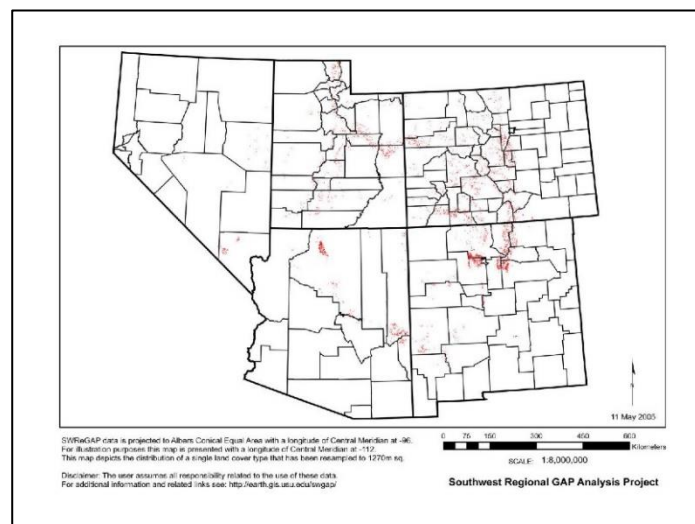 11 May 2005
SWReGAP data is projected to Albers Conical Equal Area with a longitude of Central Meridian at -96.
For illustration purposes this map is presented with a longitude of Central Meridian at -112.
This map depicts the distribution of a single land cover type that has been resampled to 1270m sq.
Disclaimer: The user assumes all responsibility related to the use of these data.
For additional information and related links see: http://earth.gis.usu.edu/swgap/
0 75 150 300 450 600
Kilometers
SCALE: 1:8,000,000
Southwest Regional GAP Analysis Project